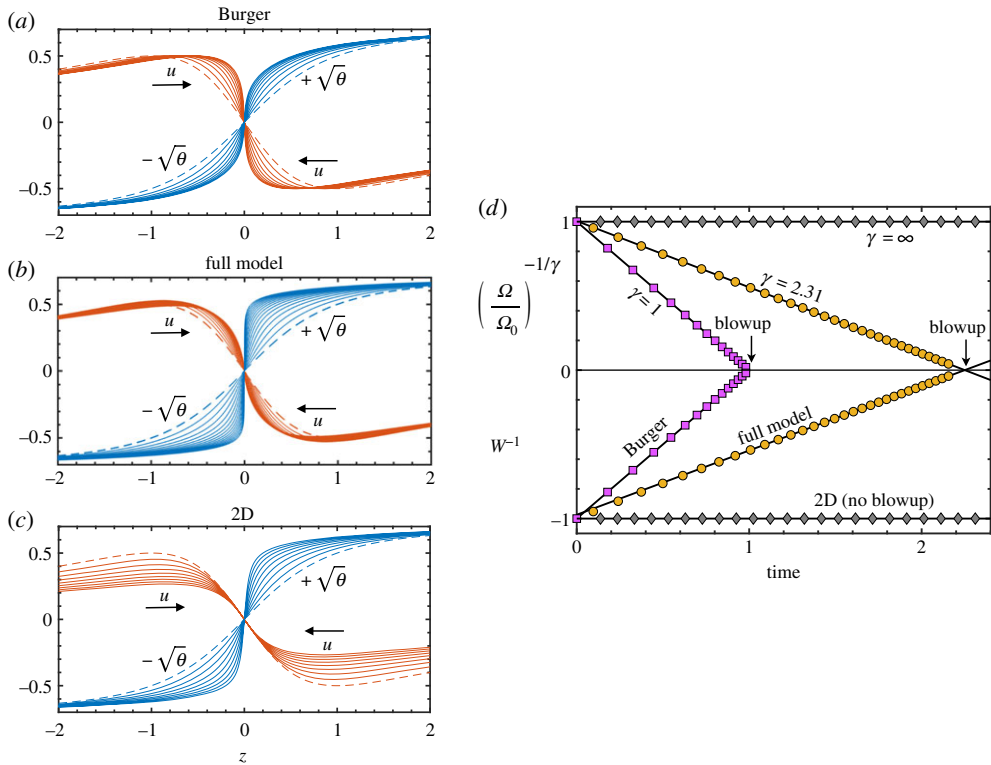 (a) Burger
0.5
0
−0.5
u
+ √θ
− √θ
u
−2 −1 0 1 2
(b) full model
0.5
0
−0.5
u
+ √θ
− √θ
u
−2 −1 0 1 2
(c) 2D
0.5
0
−0.5
u
+ √θ
− √θ
u
−2 −1 0 1 2
z
(d)
1
0
−1
(Ω/Ω₀)^−1/γ
W⁻¹
γ = ∞
γ = 2.31
γ = 1
blowup
blowup
Burger
full model
2D (no blowup)
0 1 2
time